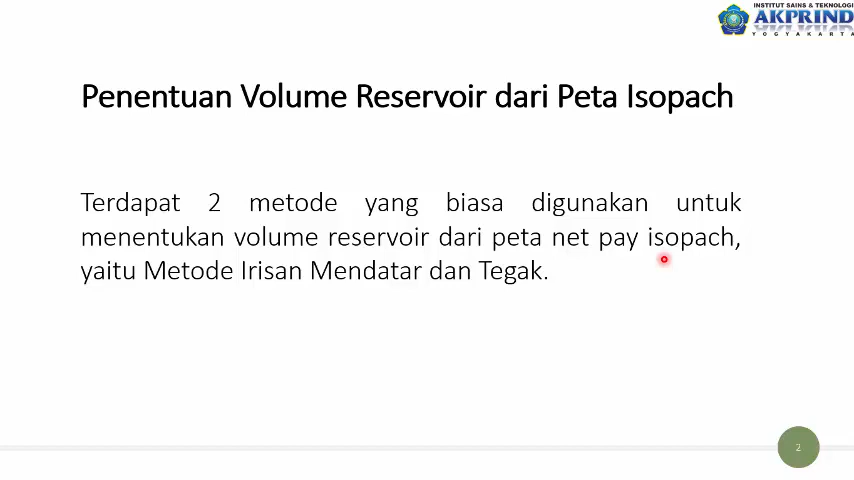 INSTITUT SAINS & TEKNOLOGI
AKPRIND
YOGYAKARTA
Penentuan Volume Reservoir dari Peta Isopach
Terdapat 2 metode yang biasa digunakan untuk
menentukan volume reservoir dari peta net pay isopach,
yaitu Metode Irisan Mendatar dan Tegak.
2